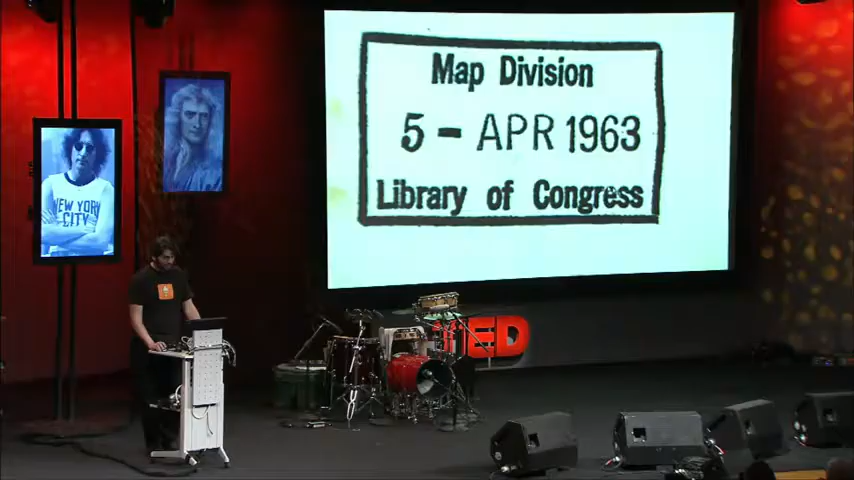 Map Division
5 - APR 1963
Library of Congress
NEW YORK
CITY
TED